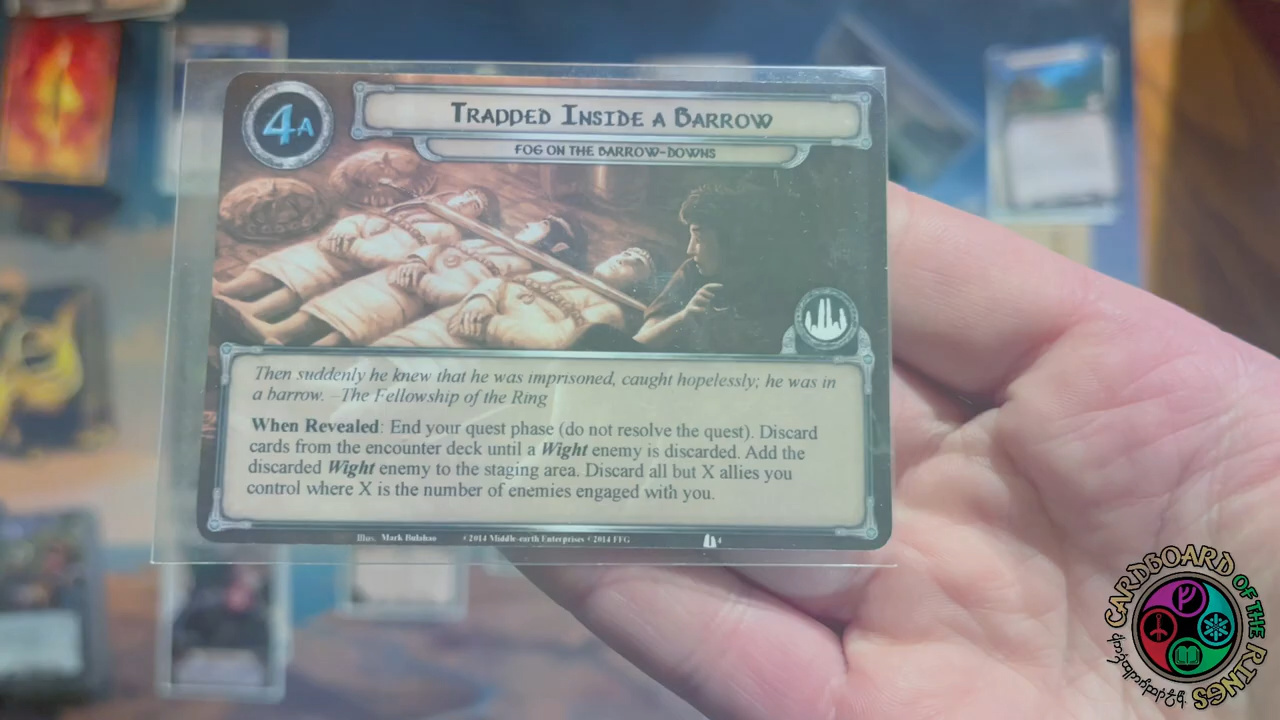 4A
TRAPPED INSIDE A BARROW
FOG ON THE BARROW-DOWNS
Then suddenly he knew that he was imprisoned, caught hopelessly; he was in
a barrow. –The Fellowship of the Ring
When Revealed: End your quest phase (do not resolve the quest). Discard
cards from the encounter deck until a Wight enemy is discarded. Add the
discarded Wight enemy to the staging area. Discard all but X allies you
control where X is the number of enemies engaged with you.
Illus. Mark Bulahao ©2014 Middle-earth Enterprises ©2014 FFG 4
CARDBOARD OF THE RINGS